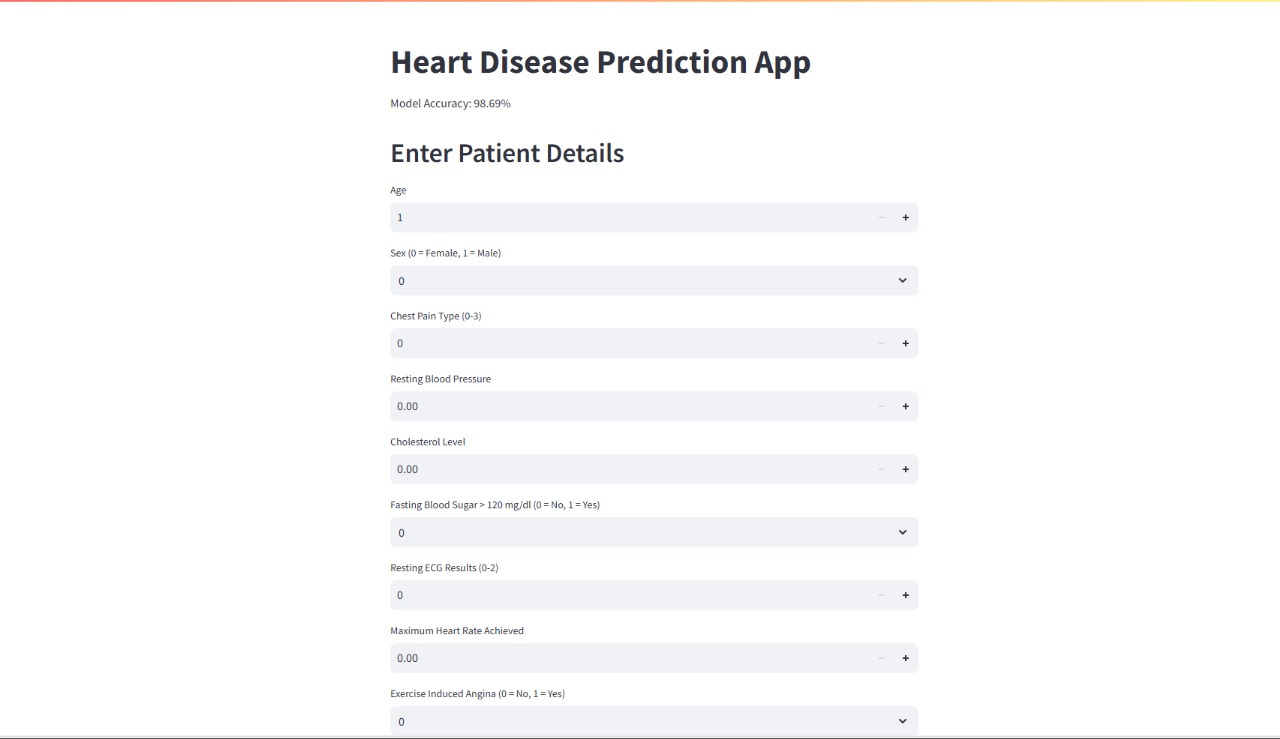 Heart Disease Prediction App
Model Accuracy: 98.69%
Enter Patient Details
Age
1
Sex (0 = Female, 1 = Male)
0
Chest Pain Type (0-3)
0
Resting Blood Pressure
0.00
Cholesterol Level
0.00
Fasting Blood Sugar > 120 mg/dl (0 = No, 1 = Yes)
0
Resting ECG Results (0-2)
0
Maximum Heart Rate Achieved
0.00
Exercise Induced Angina (0 = No, 1 = Yes)
0